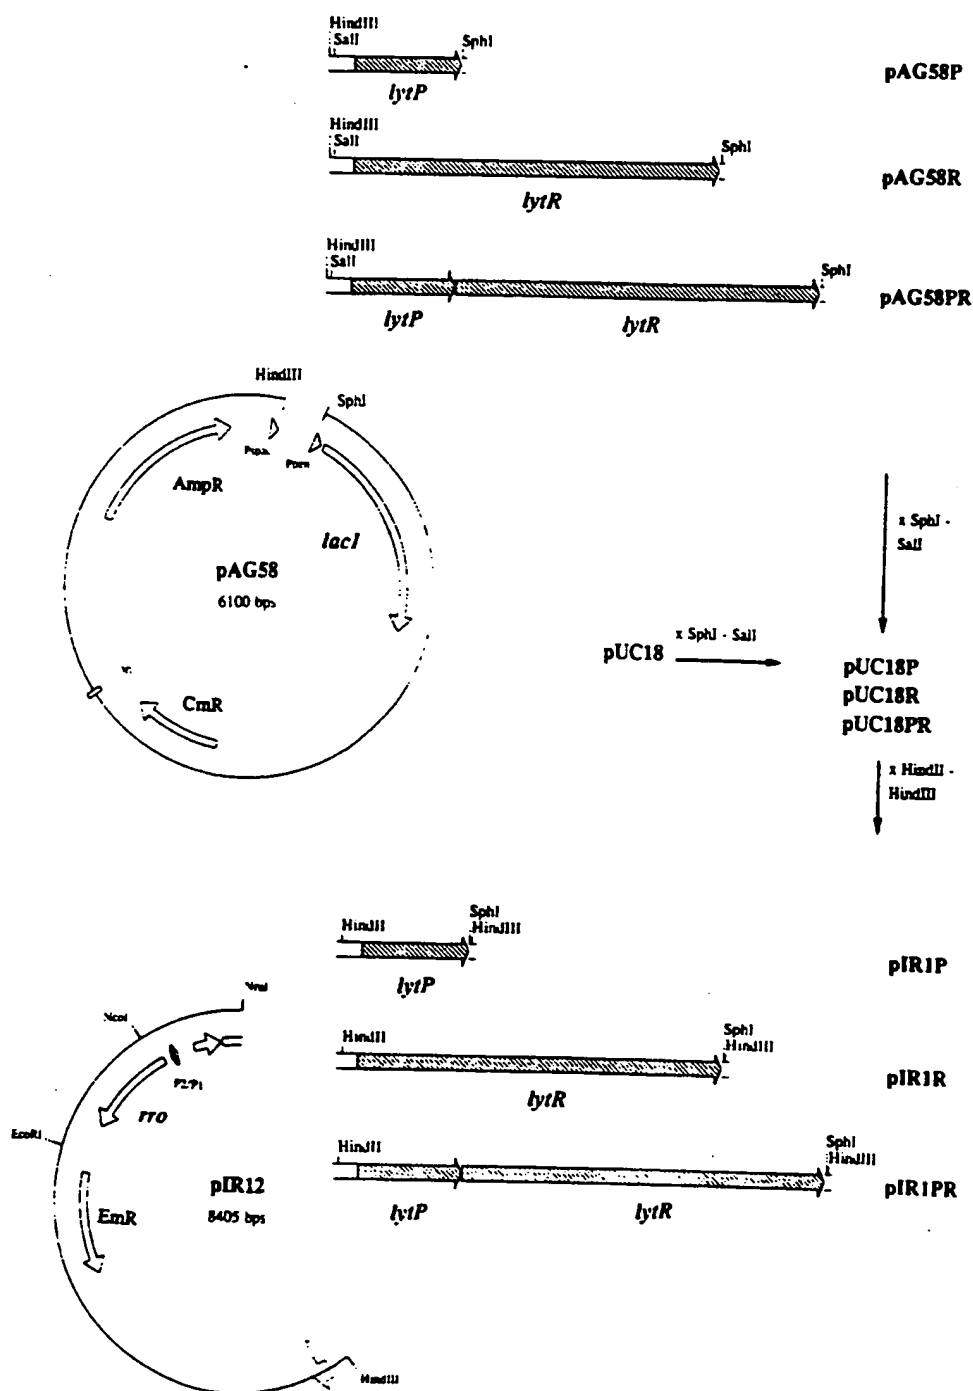 HindIII
SalI
SphI
lytP
pAG58P
HindIII
SalI
SphI
lytR
pAG58R
HindIII
SalI
SphI
lytP
lytR
pAG58PR
HindIII
SphI
AmpR
lacI
pAG58
6100 bps
CmR
x SphI -
SalI
pUC18
x SphI - SalI
pUC18P
pUC18R
pUC18PR
x HindII -
HindIII
HindII
SphI
HindIII
lytP
pIR1P
NruI
NcoI
P2/P1
rro
EcoRI
HindII
SphI
HindIII
lytR
pIR1R
HindII
SphI
HindIII
lytP
lytR
pIR1PR
pIR12
8405 bps
EmR
HindIII